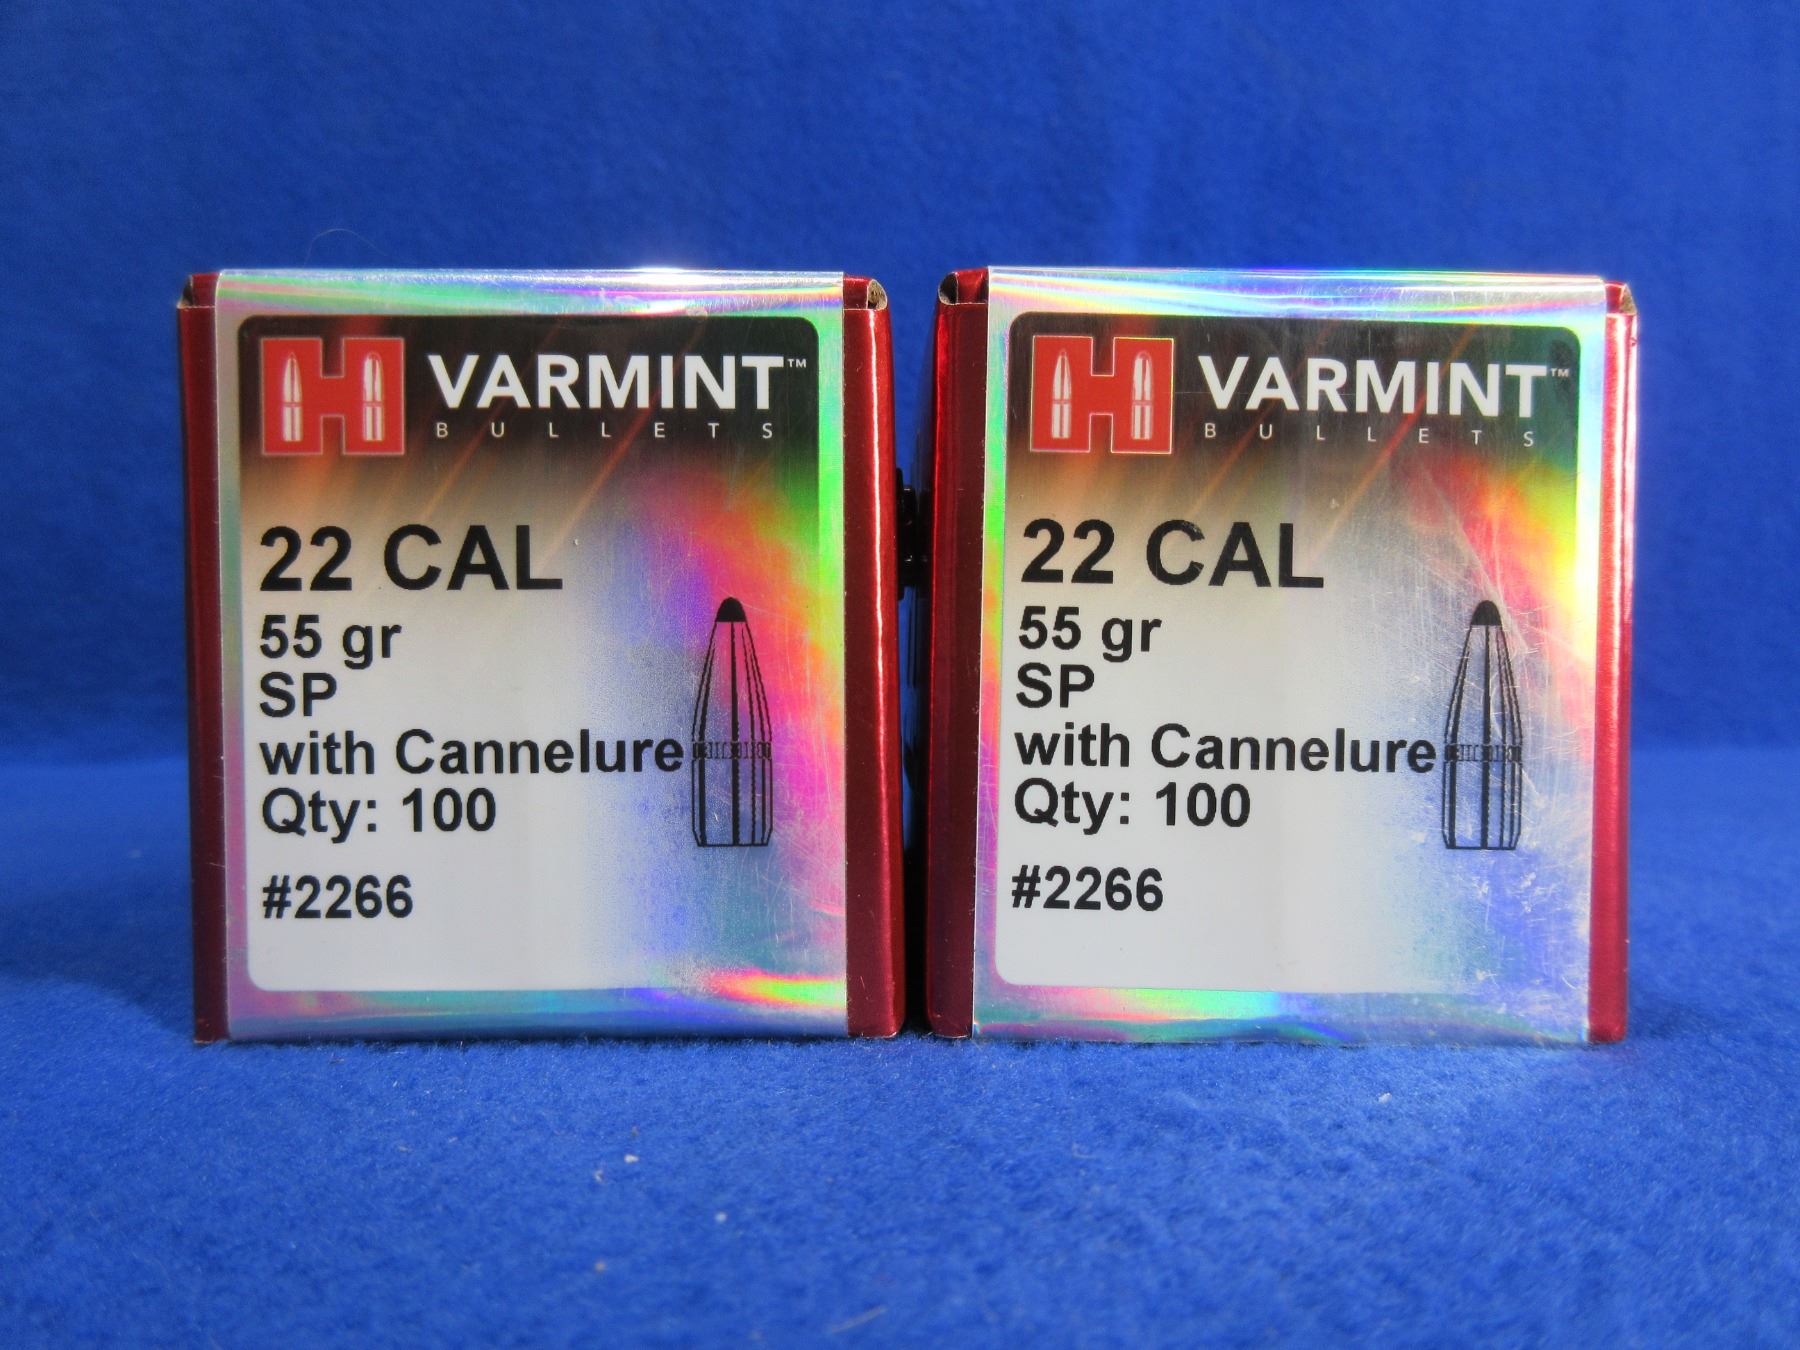 H VARMINT™
BULLETS
22 CAL
55 gr
SP
with Cannelure
Qty: 100
#2266
H VARMINT™
BULLETS
22 CAL
55 gr
SP
with Cannelure
Qty: 100
#2266